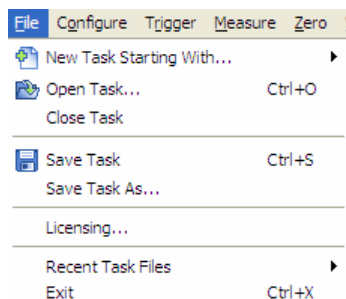 File Configure Trigger Measure Zero
New Task Starting With...
Open Task... Ctrl+O
Close Task
Save Task Ctrl+S
Save Task As...
Licensing...
Recent Task Files
Exit Ctrl+X